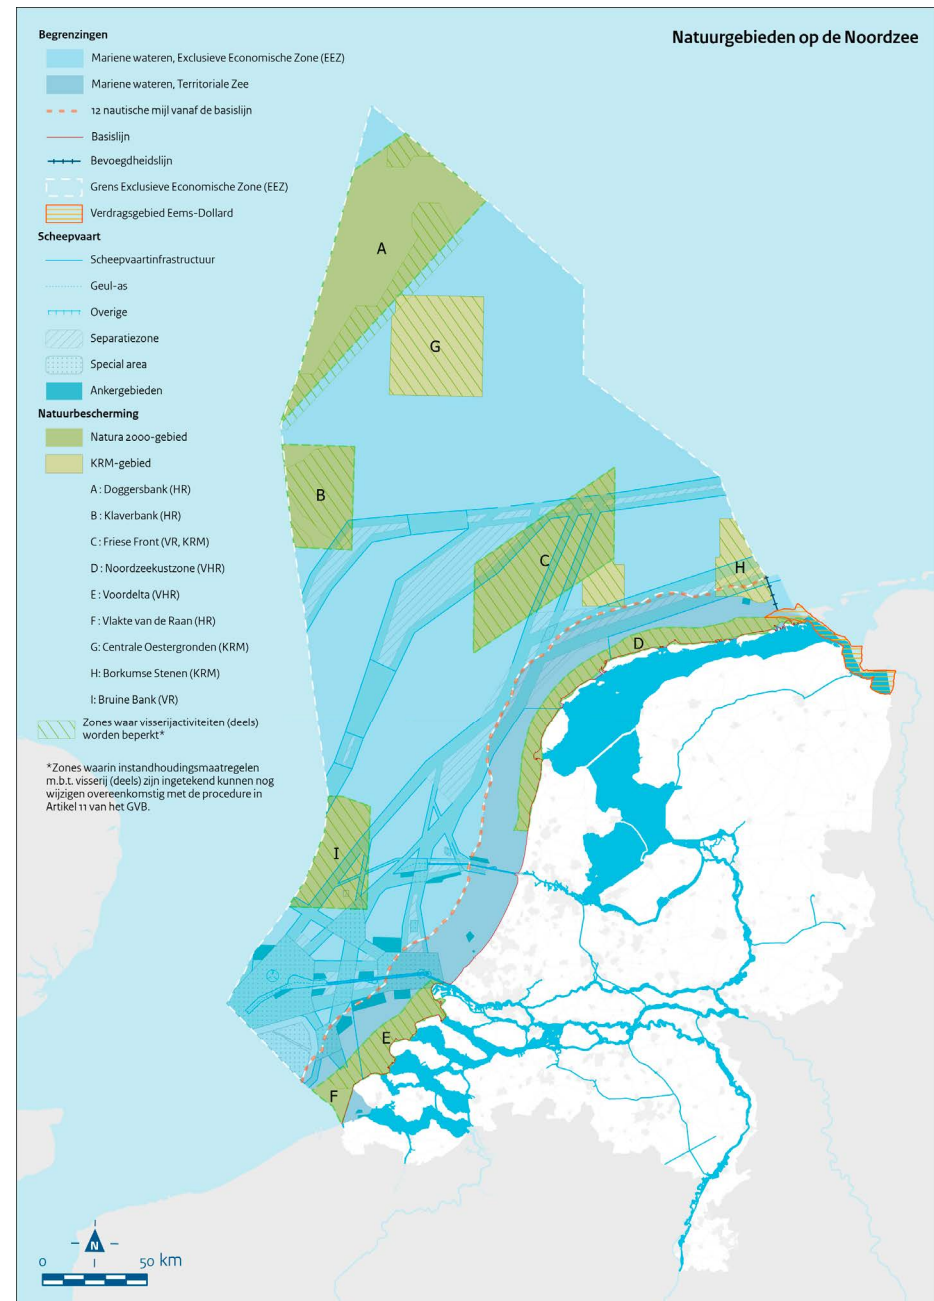 Natuurgebieden op de Noordzee
Begrenzingen
Mariene wateren, Exclusieve Economische Zone (EEZ)
Mariene wateren, Territoriale Zee
12 nautische mijl vanaf de basislijn
Basislijn
Bevoegdheidslijn
Grens Exclusieve Economische Zone (EEZ)
Verdragsgebied Eems-Dollard
Scheepvaart
Scheepvaartinfrastructuur
Geul-as
Overige
Separatiezone
Special area
Ankergebieden
Natuurbescherming
Natura 2000-gebied
KRM-gebied
A : Doggersbank (HR)
B : Klaverbank (HR)
C : Friese Front (VR, KRM)
D : Noordzeekustzone (VHR)
E : Voordelta (VHR)
F : Vlakte van de Raan (HR)
G: Centrale Oestergronden (KRM)
H: Borkumse Stenen (KRM)
I: Bruine Bank (VR)
Zones waar visserijactiviteiten (deels)
worden beperkt*
*Zones waarin instandhoudingsmaatregelen
m.b.t. visserij (deels) zijn ingetekend kunnen nog
wijzigen overeenkomstig met de procedure in
Artikel 11 van het GVB.
A
G
B
C
H
D
I
E
F
N
0 50 km